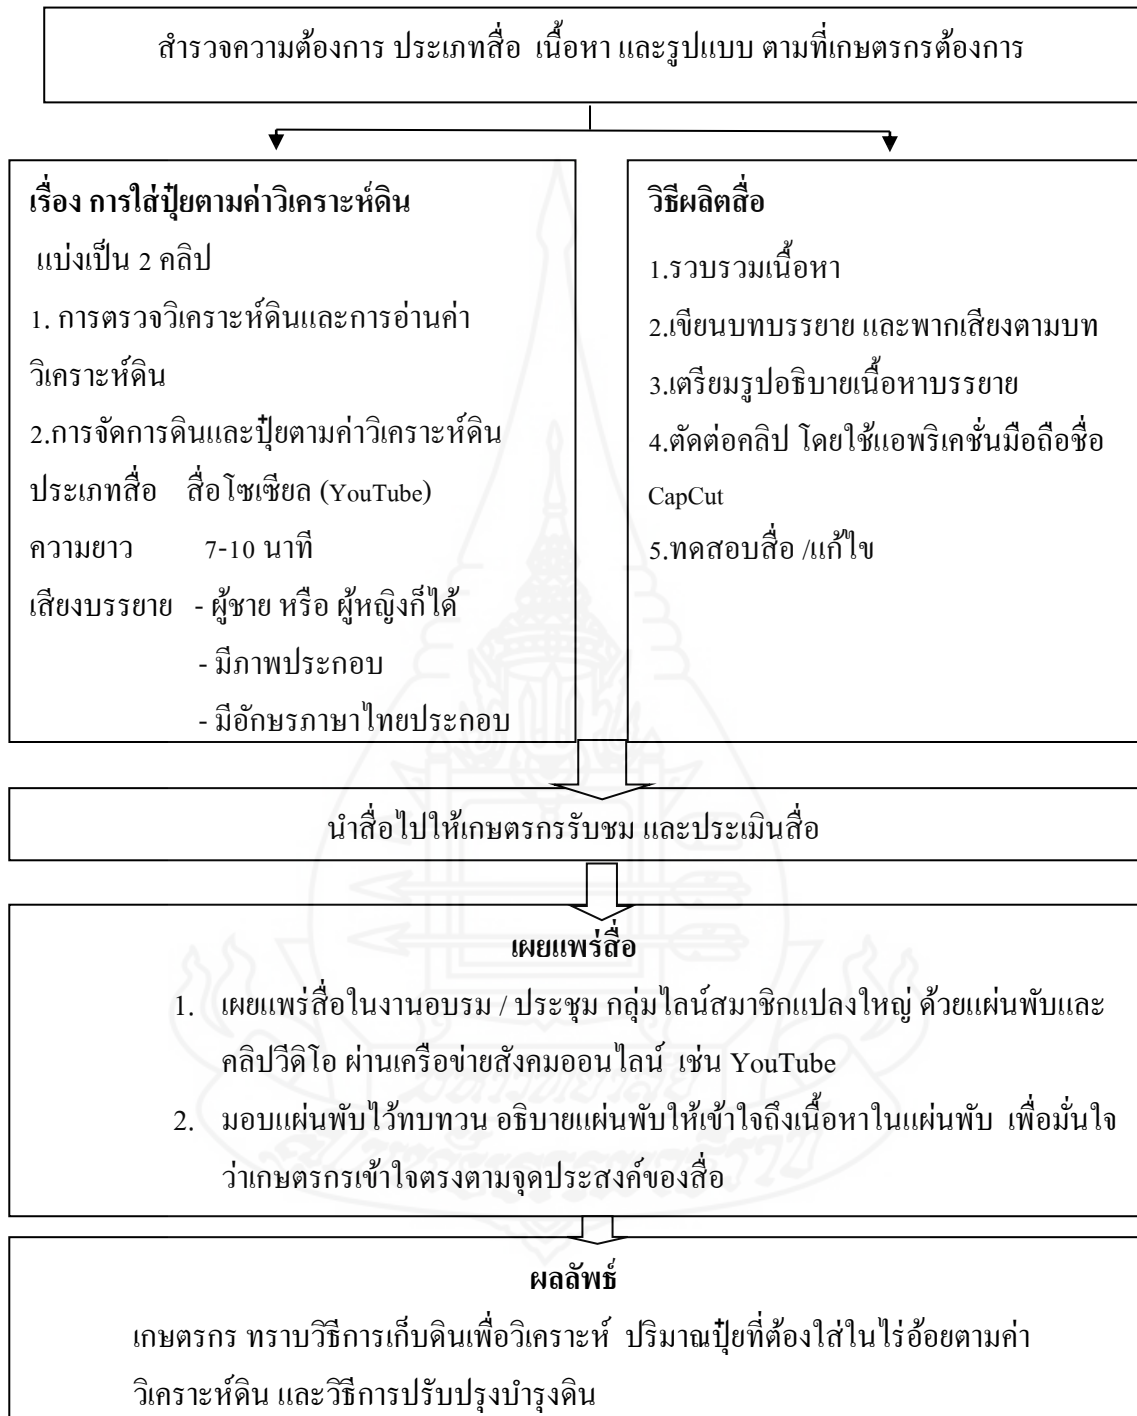 สำรวจความต้องการ ประเภทสื่อ เนื้อหา และรูปแบบ ตามที่เกษตรกรต้องการ
เรื่อง การใส่ปุ๋ยตามค่าวิเคราะห์ดิน
แบ่งเป็น 2 คลิป
1. การตรวจวิเคราะห์ดินและการอ่านค่า
วิเคราะห์ดิน
2.การจัดการดินและปุ๋ยตามค่าวิเคราะห์ดิน
ประเภทสื่อ สื่อโซเซียล (YouTube)
ความยาว 7-10 นาที
เสียงบรรยาย - ผู้ชาย หรือ ผู้หญิงก็ได้
- มีภาพประกอบ
- มีอักษรภาษาไทยประกอบ
วิธีผลิตสื่อ
1.รวบรวมเนื้อหา
2.เขียนบทบรรยาย และพากเสียงตามบท
3.เตรียมรูปอธิบายเนื้อหาบรรยาย
4.ตัดต่อคลิป โดยใช้แอพริเคชั่นมือถือชื่อ
CapCut
5.ทดสอบสื่อ /แก้ไข
นำสื่อไปให้เกษตรกรรับชม และประเมินสื่อ
เผยแพร่สื่อ
1. เผยแพร่สื่อในงานอบรม / ประชุม กลุ่มไลน์สมาชิกแปลงใหญ่ ด้วยแผ่นพับและ
คลิปวีดิโอ ผ่านเครือข่ายสังคมออนไลน์ เช่น YouTube
2. มอบแผ่นพับไว้ทบทวน อธิบายแผ่นพับให้เข้าใจถึงเนื้อหาในแผ่นพับ เพื่อมั่นใจ
ว่าเกษตรกรเข้าใจตรงตามจุดประสงค์ของสื่อ
ผลลัพธ์
เกษตรกร ทราบวิธีการเก็บดินเพื่อวิเคราะห์ ปริมาณปุ๋ยที่ต้องใส่ในไร่อ้อยตามค่า
วิเคราะห์ดิน และวิธีการปรับปรุงบำรุงดิน